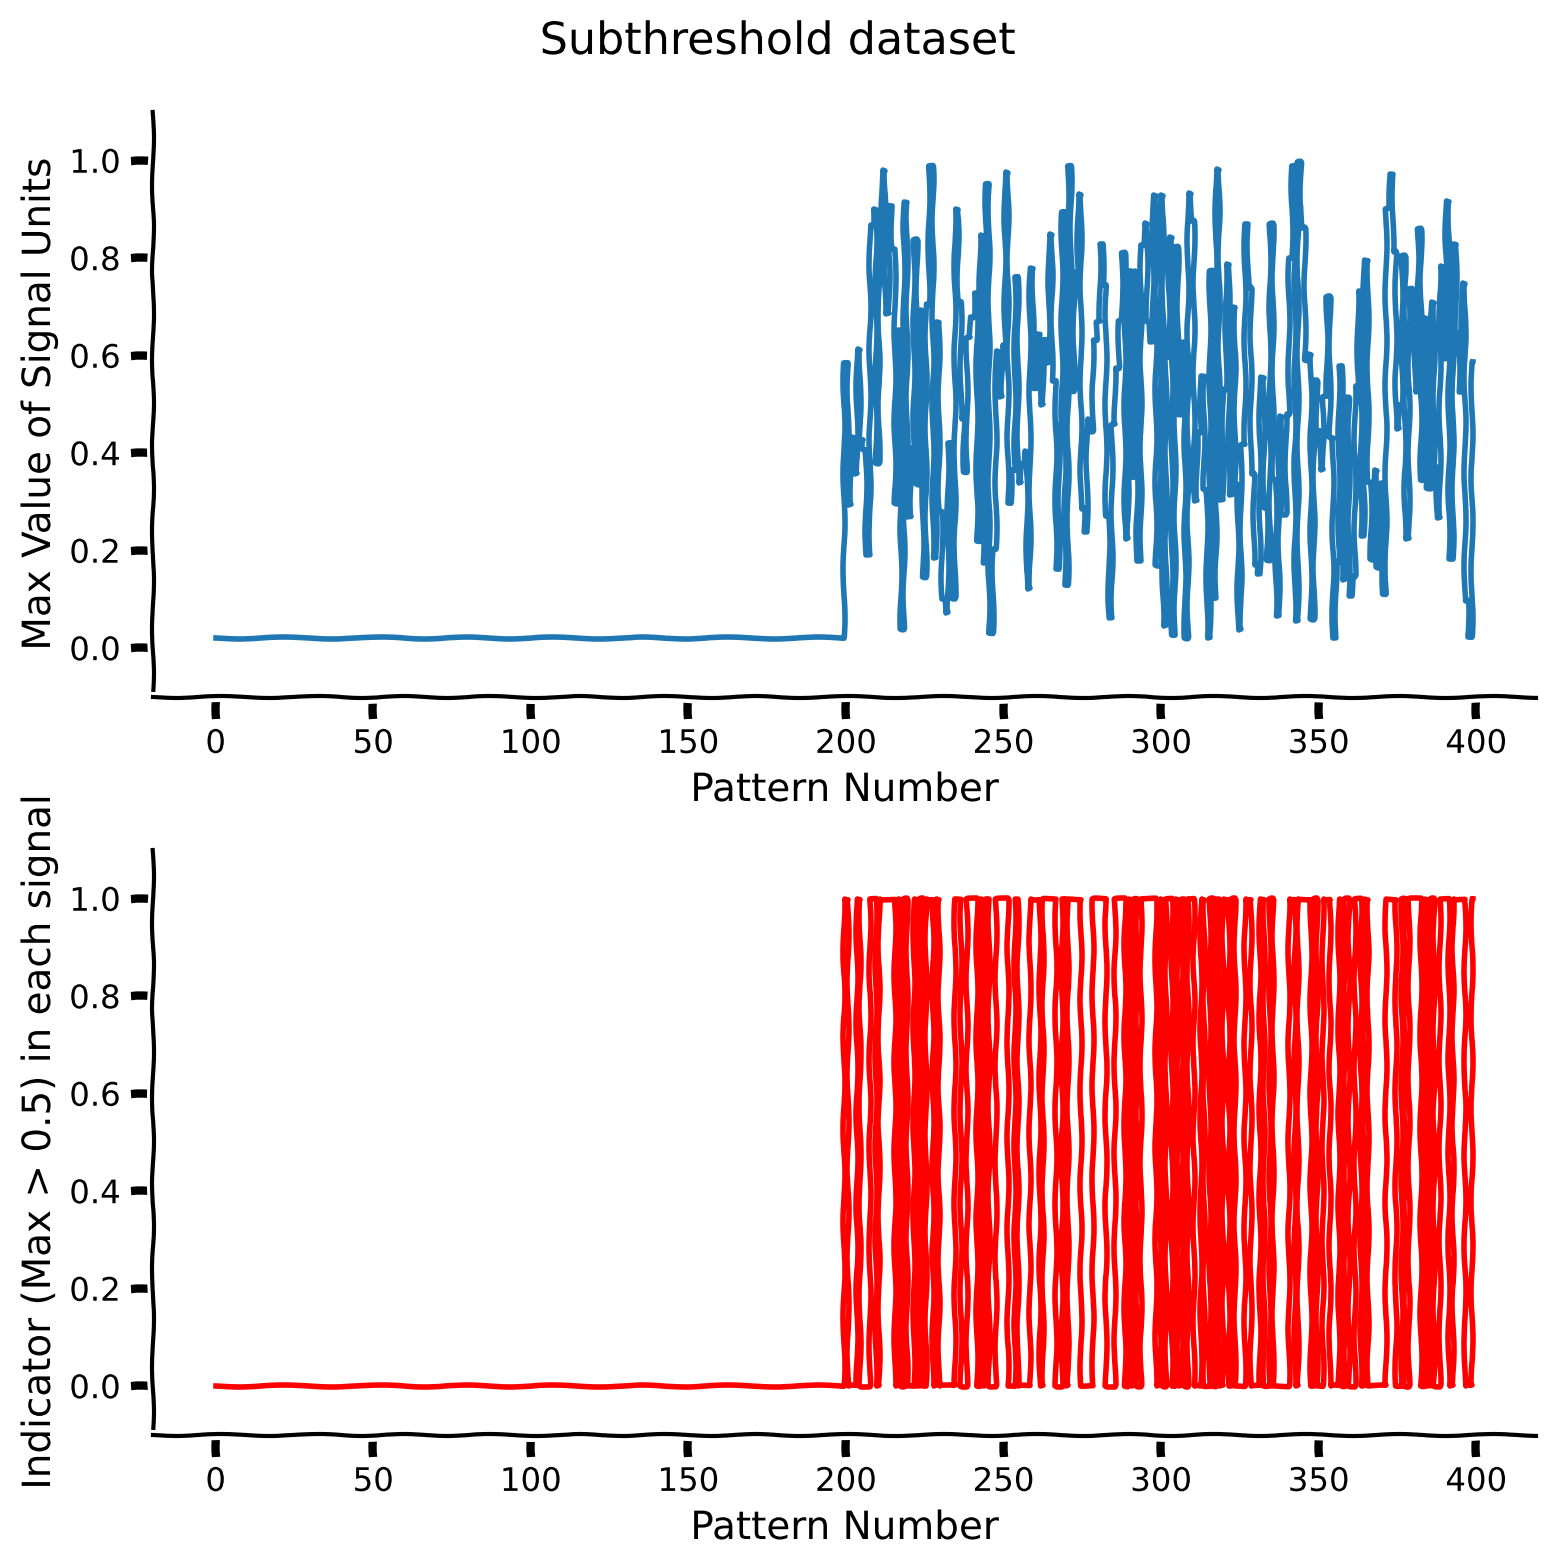 Subthreshold dataset
Max Value of Signal Units
1.0
0.8
0.6
0.4
0.2
0.0
0 50 100 150 200 250 300 350 400
Pattern Number
Indicator (Max > 0.5) in each signal
1.0
0.8
0.6
0.4
0.2
0.0
0 50 100 150 200 250 300 350 400
Pattern Number